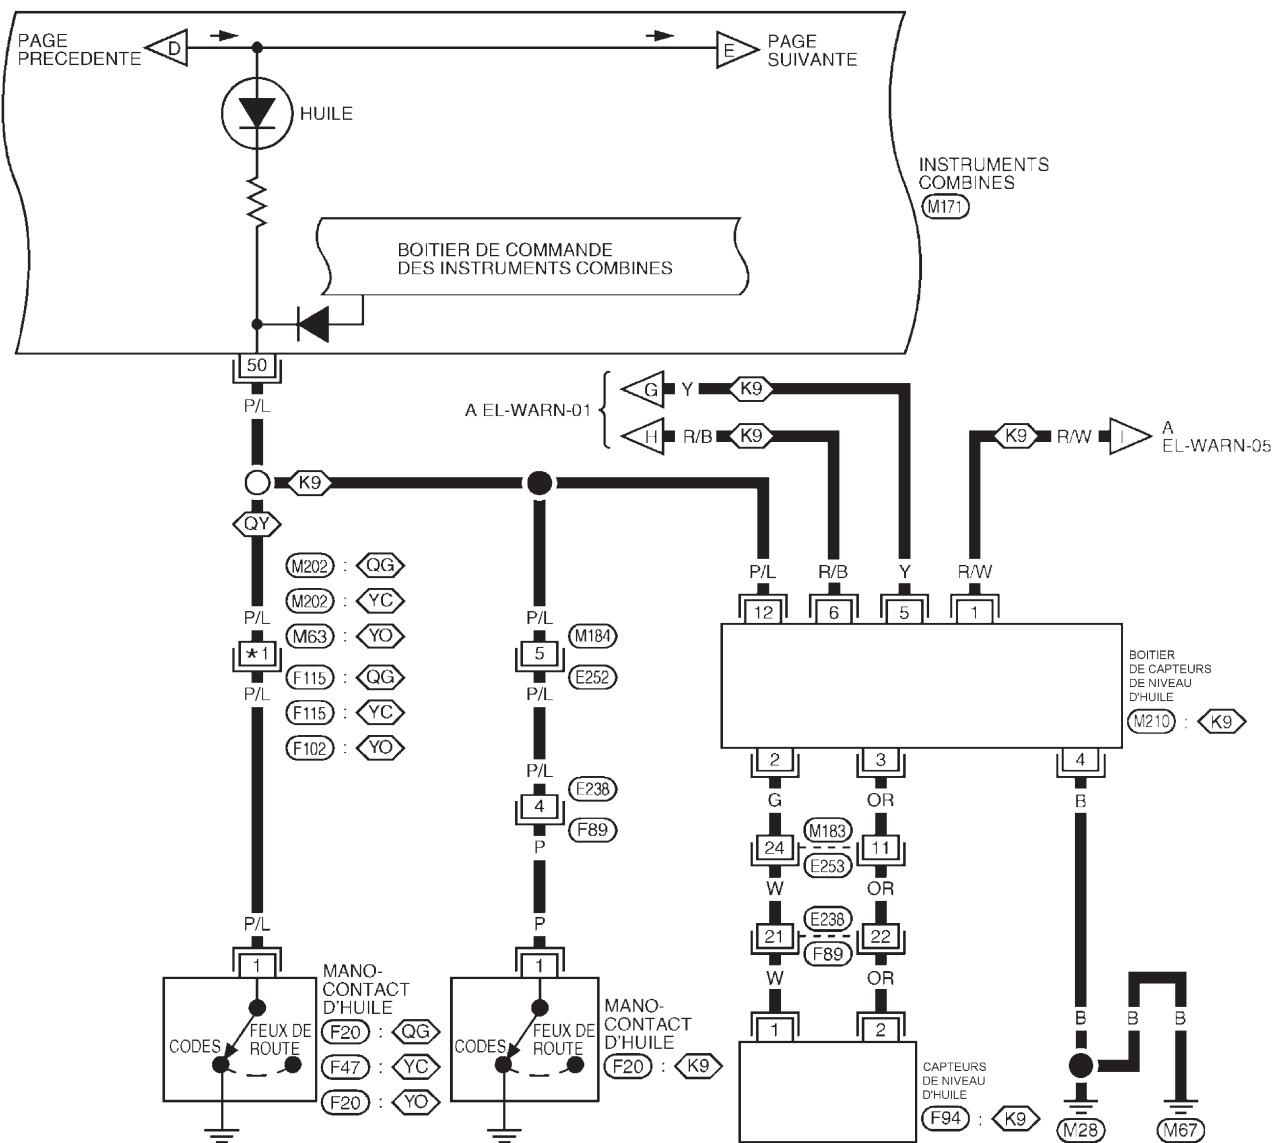 PAGE
PRECEDENTE
D
E
PAGE
SUIVANTE
HUILE
INSTRUMENTS
COMBINES
M171
BOITIER DE COMMANDE
DES INSTRUMENTS COMBINES
50
P/L
A EL-WARN-01
G Y K9
H R/B K9
K9 R/W I
A
EL-WARN-05
K9
QY
M202 : QG
M202 : YC
M63 : YO
F115 : QG
F115 : YC
F102 : YO
P/L
*1
P/L
P/L
5
M184
E252
P/L
P/L
4
E238
F89
P
P/L R/B Y R/W
12 6 5 1
BOITIER
DE CAPTEURS
DE NIVEAU
D'HUILE
M210 : K9
2 3 4
G OR B
24 M183 11
E253
W OR
21 E238 22
F89
W OR
1 2
P/L
1
MANO-
CONTACT
D'HUILE
F20 : QG
F47 : YC
F20 : YO
CODES
FEUX DE
ROUTE
P
1
MANO-
CONTACT
D'HUILE
F20 : K9
CODES
FEUX DE
ROUTE
CAPTEURS
DE NIVEAU
D'HUILE
F94 : K9
B B B
M28 M67